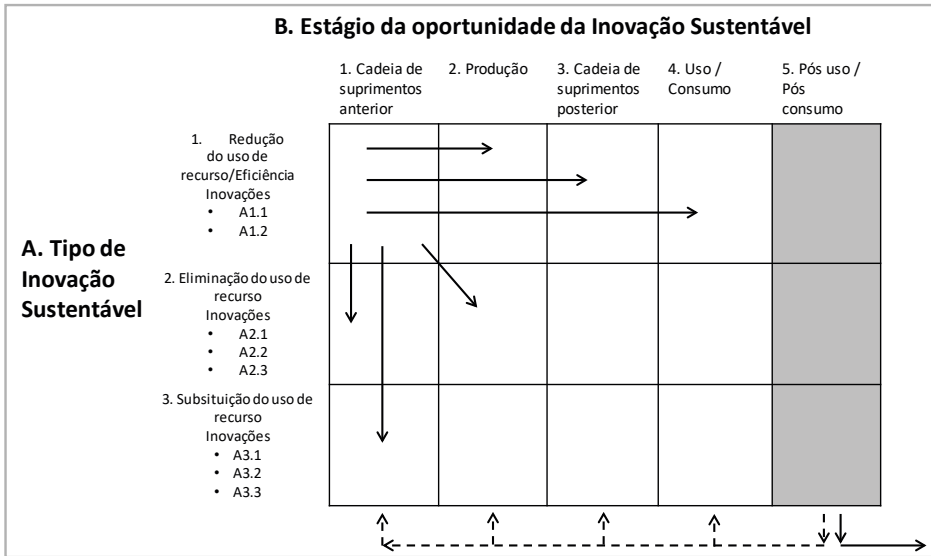 B. Estágio da oportunidade da Inovação Sustentável
1. Cadeia de
suprimentos
anterior
2. Produção
3. Cadeia de
suprimentos
posterior
4. Uso /
Consumo
5. Pós uso /
Pós
consumo
A. Tipo de
Inovação
Sustentável
1. Redução
do uso de
recurso/Eficiência
Inovações
• A1.1
• A1.2
2. Eliminação do uso de
recurso
Inovações
• A2.1
• A2.2
• A2.3
3. Subsituição do uso de
recurso
Inovações
• A3.1
• A3.2
• A3.3